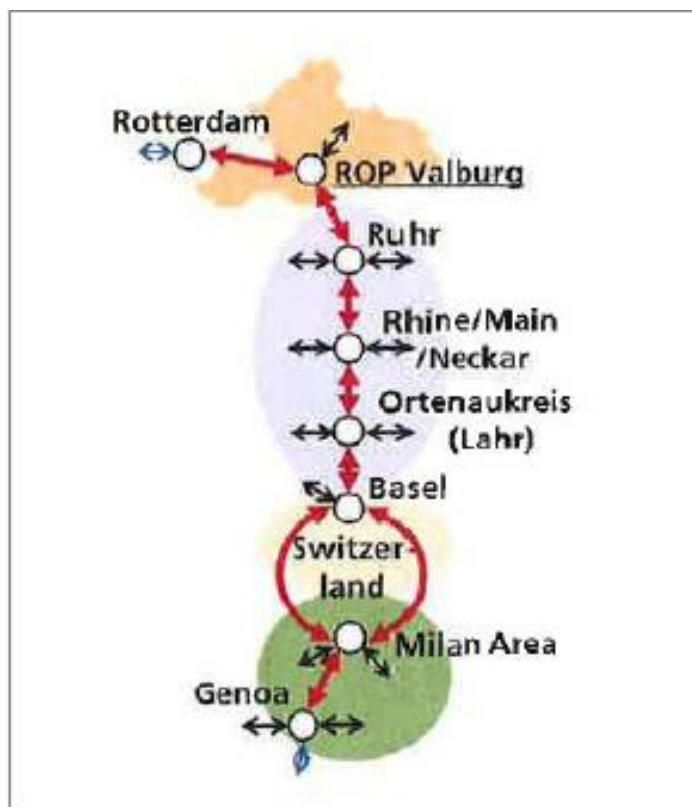 Rotterdam
ROP Valburg
Ruhr
Rhine/Main
/Neckar
Ortenaukreis
(Lahr)
Basel
Switzer-
land
Milan Area
Genoa